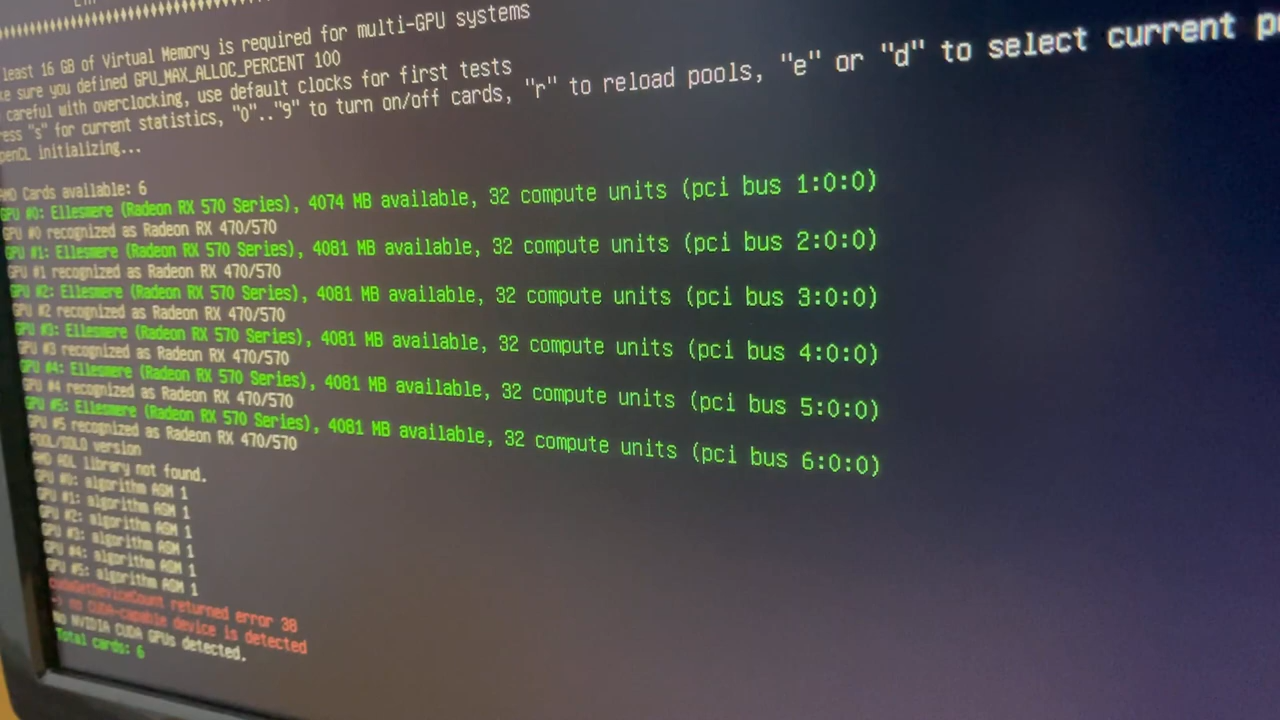 least 16 GB of Virtual Memory is required for multi-GPU systems
sure you defined GPU_MAX_ALLOC_PERCENT 100
careful with overclocking, use default clocks for first tests
"s" for current statistics, "0".."9" to turn on/off cards, "r" to reload pools, "e" or "d" to select current
initializing...
Cards available: 6
GPU #0: Ellesmere (Radeon RX 570 Series), 4074 MB available, 32 compute units (pci bus 1:0:0)
GPU #0 recognized as Radeon RX 470/570
GPU #1: Ellesmere (Radeon RX 570 Series), 4081 MB available, 32 compute units (pci bus 2:0:0)
GPU #1 recognized as Radeon RX 470/570
GPU #2: Ellesmere (Radeon RX 570 Series), 4081 MB available, 32 compute units (pci bus 3:0:0)
GPU #2 recognized as Radeon RX 470/570
GPU #3: Ellesmere (Radeon RX 570 Series), 4081 MB available, 32 compute units (pci bus 4:0:0)
GPU #3 recognized as Radeon RX 470/570
GPU #4: Ellesmere (Radeon RX 570 Series), 4081 MB available, 32 compute units (pci bus 5:0:0)
GPU #4 recognized as Radeon RX 470/570
GPU #5: Ellesmere (Radeon RX 570 Series), 4081 MB available, 32 compute units (pci bus 6:0:0)
GPU #5 recognized as Radeon RX 470/570
POOL/SOLO version
AMD ADL library not found.
GPU #0: algorithm ASM 1
GPU #1: algorithm ASM 1
GPU #2: algorithm ASM 1
GPU #3: algorithm ASM 1
GPU #4: algorithm ASM 1
GPU #5: algorithm ASM 1
cudaGetDeviceCount returned error 38
no CUDA-capable device is detected
No NVIDIA CUDA GPUs detected.
Total cards: 6